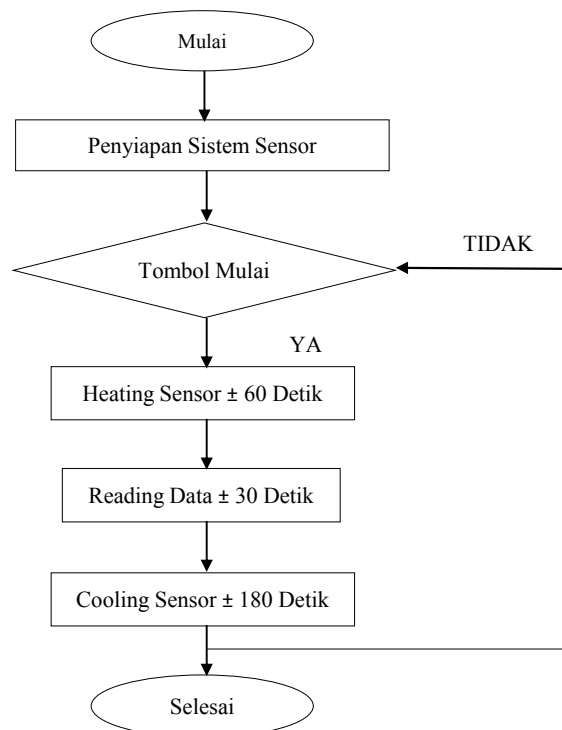 Mulai
Penyiapan Sistem Sensor
TIDAK
Tombol Mulai
YA
Heating Sensor ± 60 Detik
Reading Data ± 30 Detik
Cooling Sensor ± 180 Detik
Selesai